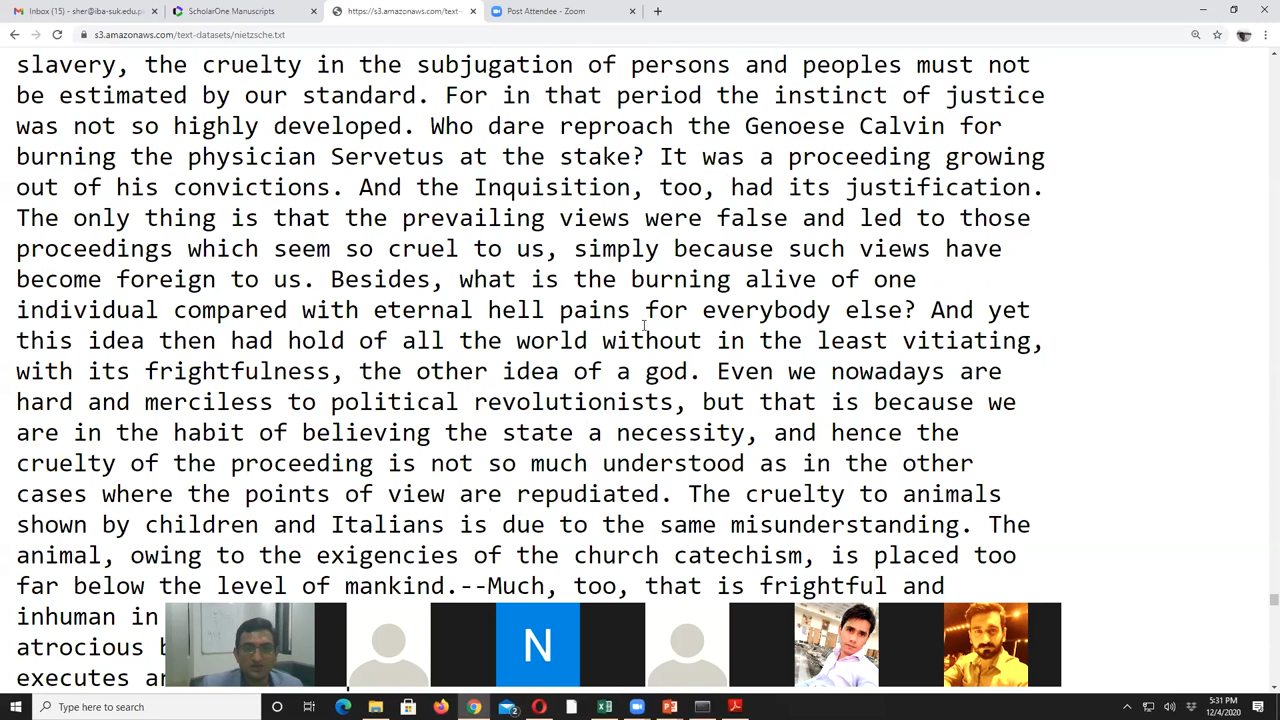 Inbox (15) - sher@iba-suk.edu.p
ScholarOne Manuscripts
https://s3.amazonaws.com/text-
Post Attendee - Zoom
s3.amazonaws.com/text-datasets/nietzsche.txt
slavery, the cruelty in the subjugation of persons and peoples must not
be estimated by our standard. For in that period the instinct of justice
was not so highly developed. Who dare reproach the Genoese Calvin for
burning the physician Servetus at the stake? It was a proceeding growing
out of his convictions. And the Inquisition, too, had its justification.
The only thing is that the prevailing views were false and led to those
proceedings which seem so cruel to us, simply because such views have
become foreign to us. Besides, what is the burning alive of one
individual compared with eternal hell pains for everybody else? And yet
this idea then had hold of all the world without in the least vitiating,
with its frightfulness, the other idea of a god. Even we nowadays are
hard and merciless to political revolutionists, but that is because we
are in the habit of believing the state a necessity, and hence the
cruelty of the proceeding is not so much understood as in the other
cases where the points of view are repudiated. The cruelty to animals
shown by children and Italians is due to the same misunderstanding. The
animal, owing to the exigencies of the church catechism, is placed too
far below the level of mankind.--Much, too, that is frightful and
inhuman in
atrocious
executes
N
Type here to search
2
5:31 PM
12/4/2020